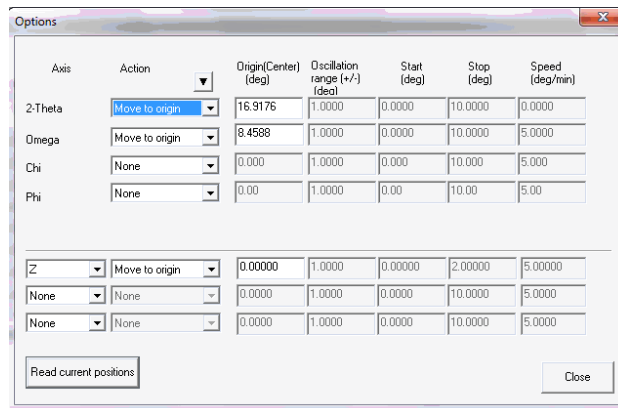 Options
Axis Action Origin(Center) (deg) Oscillation range (+/-) (deg) Start (deg) Stop (deg) Speed (deg/min)
2-Theta Move to origin 16.9176 1.0000 0.0000 10.0000 0.0000
Omega Move to origin 8.4588 1.0000 0.0000 10.0000 5.0000
Chi None 0.000 1.0000 0.000 10.000 5.000
Phi None 0.00 1.0000 0.00 10.00 5.00
Z Move to origin 0.00000 1.0000 0.00000 2.00000 5.00000
None None 0.0000 1.0000 0.0000 10.0000 5.0000
None None 0.0000 1.0000 0.0000 10.0000 5.0000
Read current positions
Close